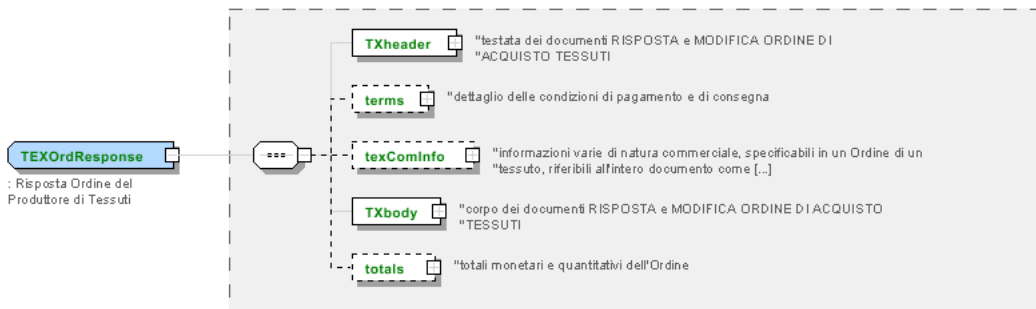 TXheader
"testata dei documenti RISPOSTA e MODIFICA ORDINE DI
"ACQUISTO TESSUTI
terms
"dettaglio delle condizioni di pagamento e di consegna
TEXOrdResponse
: Risposta Ordine del
Produttore di Tessuti
texComInfo
"informazioni varie di natura commerciale, specificabili in un Ordine di un
"tessuto, riferibili all'intero documento come [...]
TXbody
"corpo dei documenti RISPOSTA e MODIFICA ORDINE DI ACQUISTO
"TESSUTI
totals
"totali monetari e quantitativi dell'Ordine